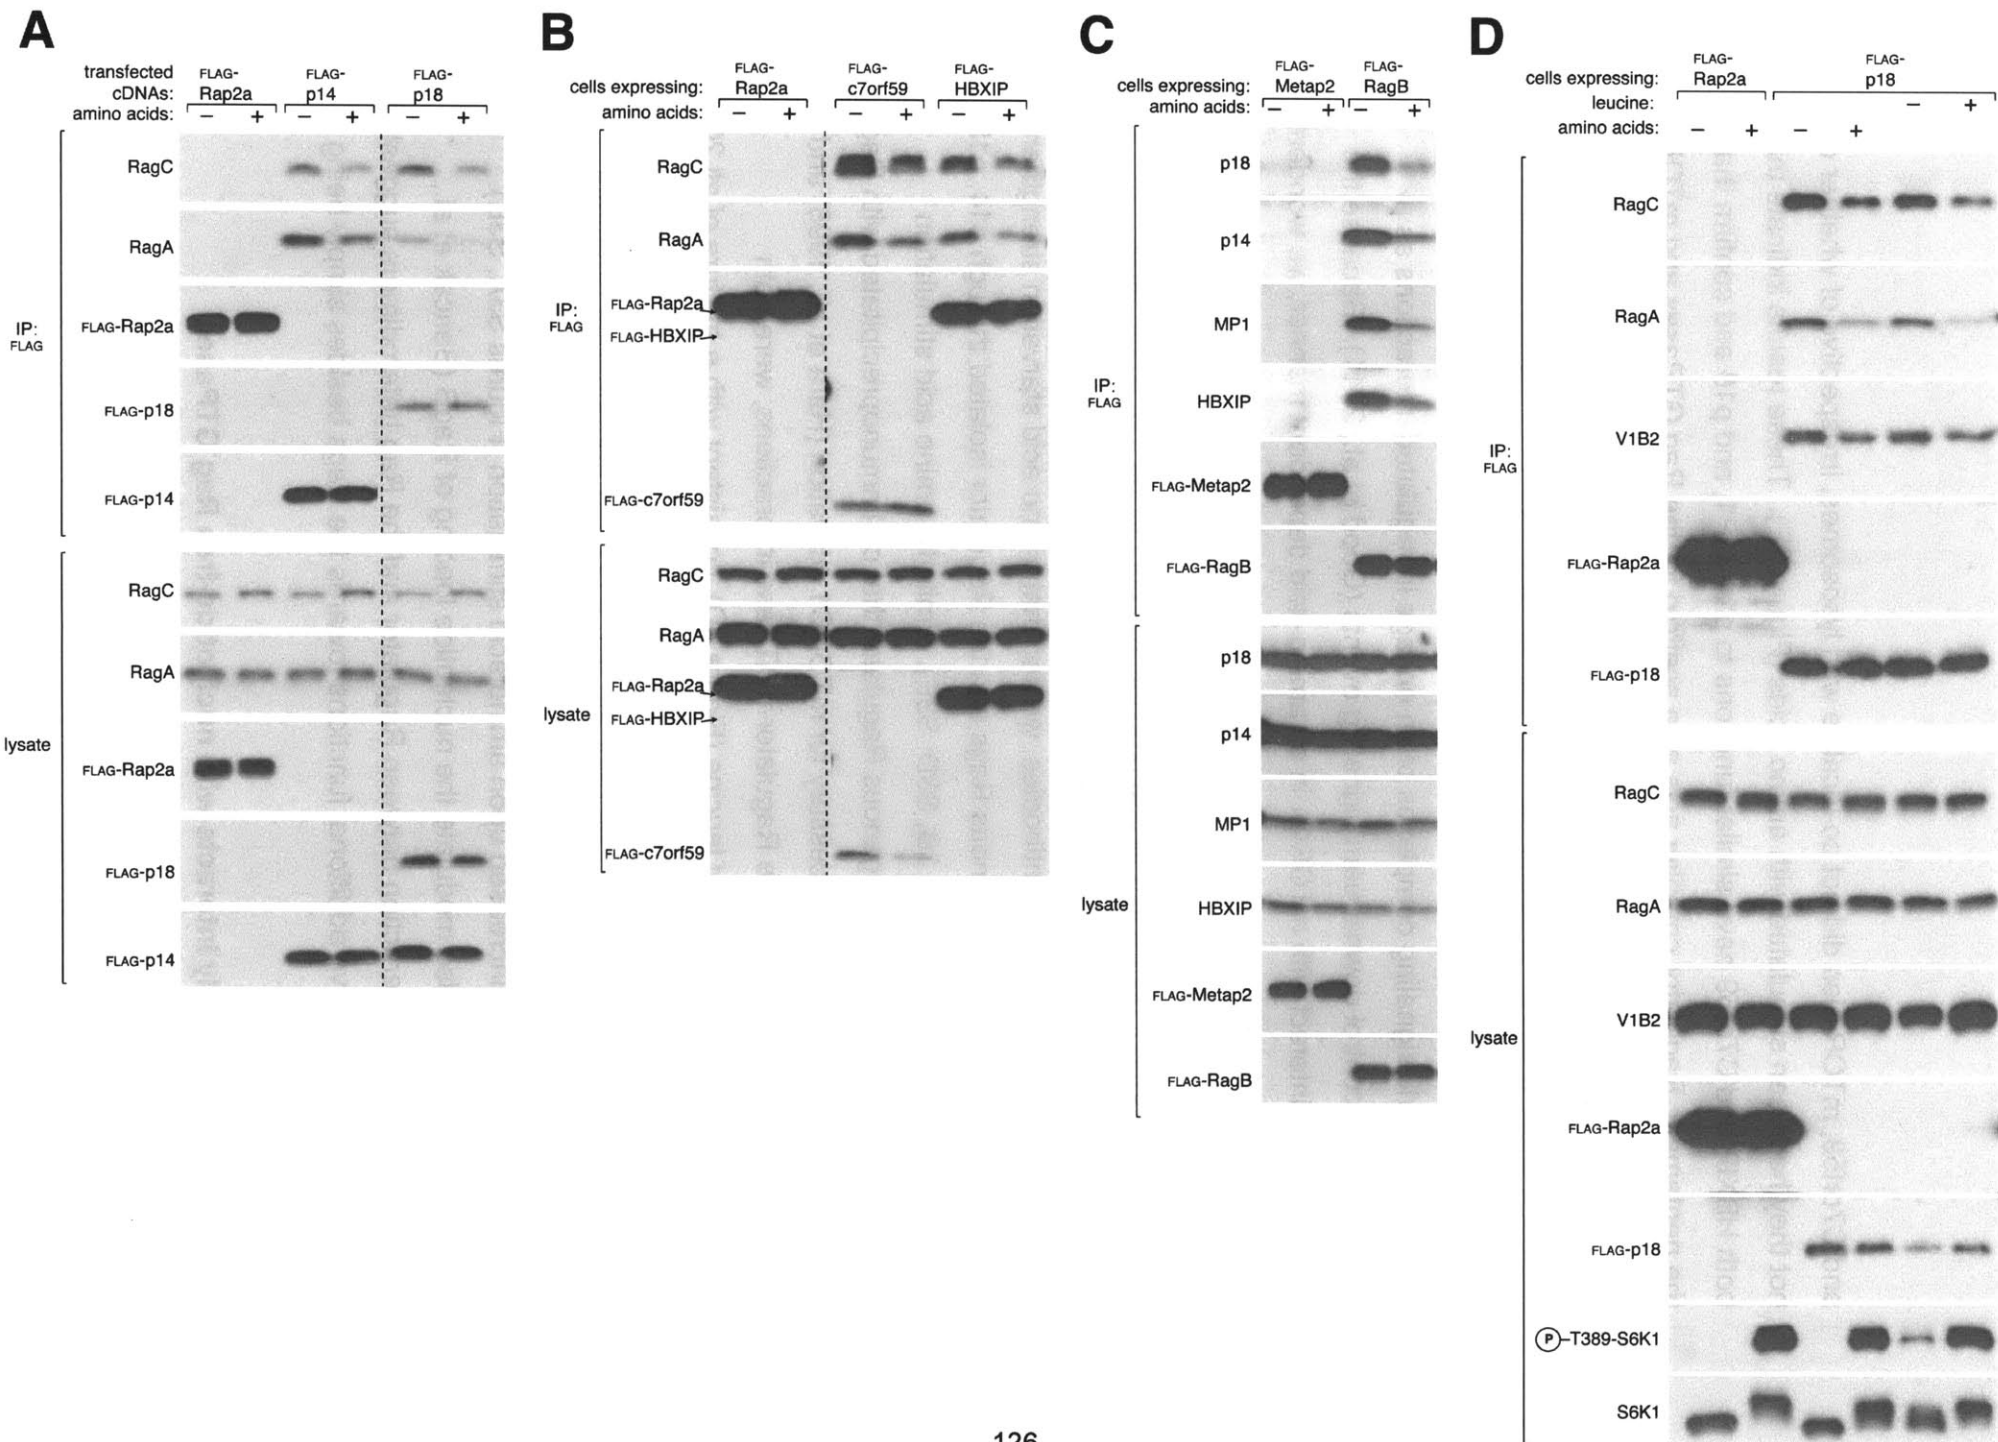 A
transfected cDNAs: FLAG-Rap2a FLAG-p14 FLAG-p18
amino acids: – + – + – +
IP: FLAG
RagC
RagA
FLAG-Rap2a
FLAG-p18
FLAG-p14
lysate
RagC
RagA
FLAG-Rap2a
FLAG-p18
FLAG-p14
B
cells expressing: FLAG-Rap2a FLAG-c7orf59 FLAG-HBXIP
amino acids: – + – + – +
IP: FLAG
RagC
RagA
FLAG-Rap2a
FLAG-HBXIP
FLAG-c7orf59
lysate
RagC
RagA
FLAG-Rap2a
FLAG-HBXIP
FLAG-c7orf59
C
cells expressing: FLAG-Metap2 FLAG-RagB
amino acids: – + – +
IP: FLAG
p18
p14
MP1
HBXIP
FLAG-Metap2
FLAG-RagB
lysate
p18
p14
MP1
HBXIP
FLAG-Metap2
FLAG-RagB
D
cells expressing: FLAG-Rap2a FLAG-p18
leucine: – +
amino acids: – + – +
IP: FLAG
RagC
RagA
V1B2
FLAG-Rap2a
FLAG-p18
lysate
RagC
RagA
V1B2
FLAG-Rap2a
FLAG-p18
P-T389-S6K1
S6K1
126